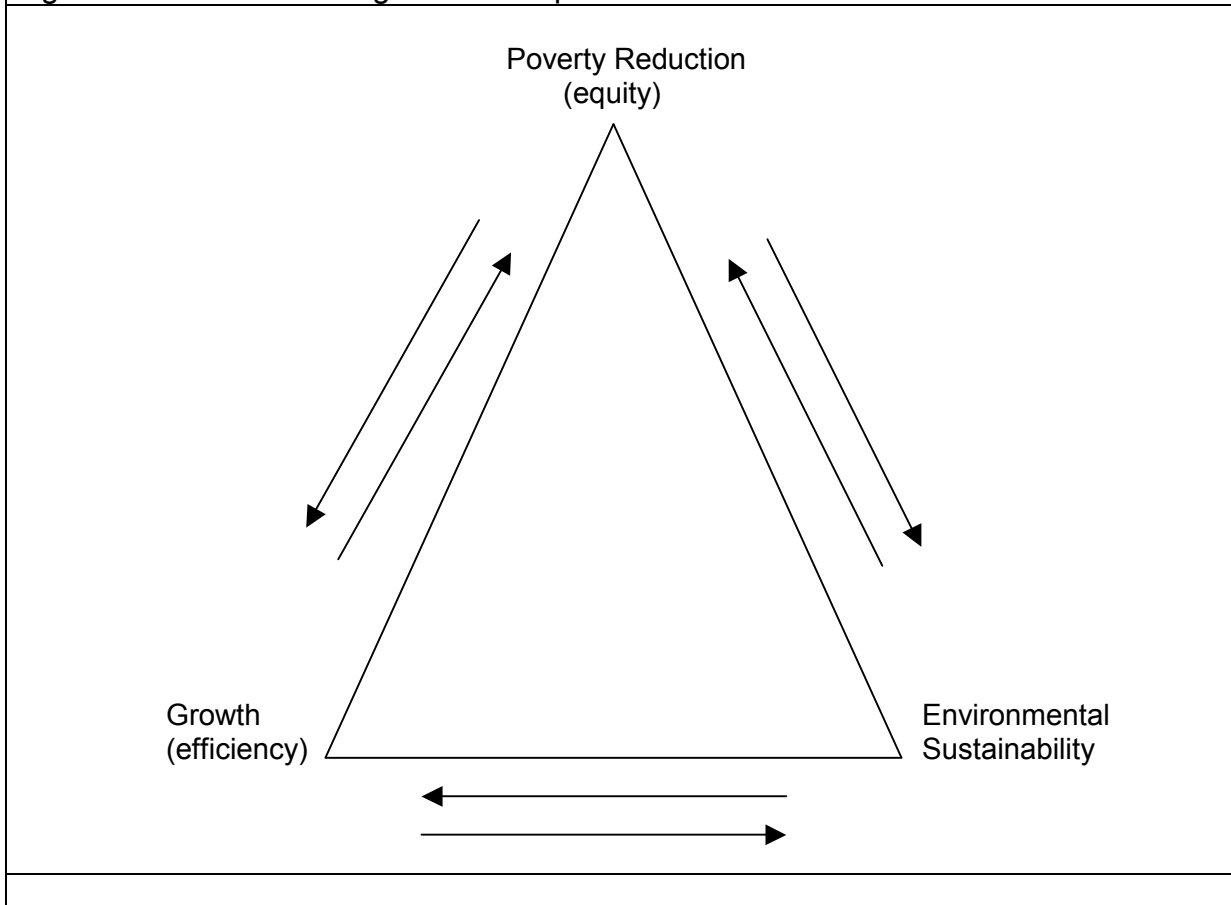 Poverty Reduction
(equity)
Growth
(efficiency)
Environmental
Sustainability